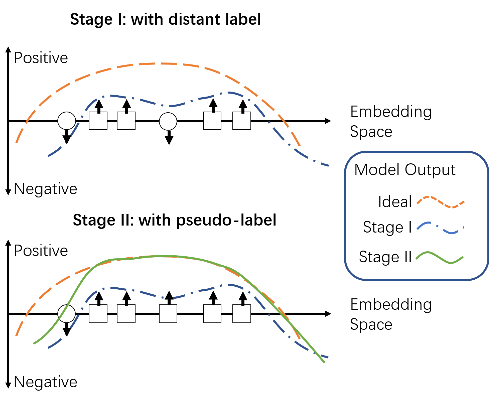 Stage I: with distant label
Positive
Embedding
Space
Negative
Model Output
Ideal
Stage I
Stage II
Stage II: with pseudo-label
Positive
Embedding
Space
Negative